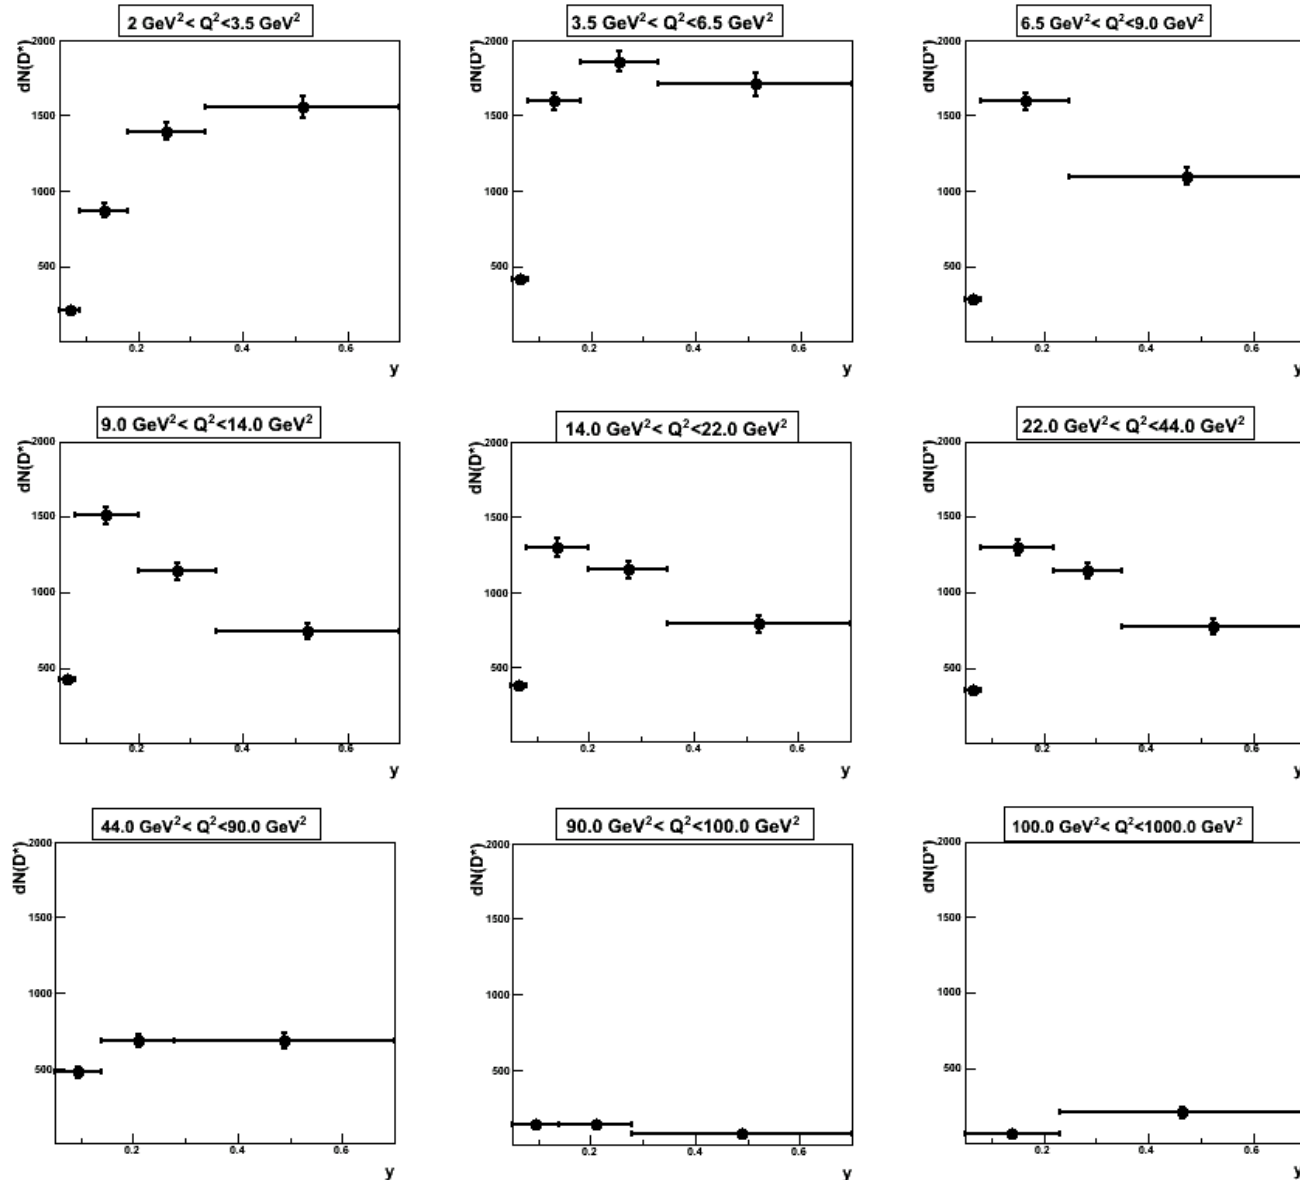 2 GeV²< Q²<3.5 GeV²
dN(D*)
2000
1500
1000
500
0.2 0.4 0.6
y
3.5 GeV²< Q²<6.5 GeV²
dN(D*)
2000
1500
1000
500
0.2 0.4 0.6
y
6.5 GeV²< Q²<9.0 GeV²
dN(D*)
2000
1500
1000
500
0.2 0.4 0.6
y
9.0 GeV²< Q²<14.0 GeV²
dN(D*)
2000
1500
1000
500
0.2 0.4 0.6
y
14.0 GeV²< Q²<22.0 GeV²
dN(D*)
2000
1500
1000
500
0.2 0.4 0.6
y
22.0 GeV²< Q²<44.0 GeV²
dN(D*)
2000
1500
1000
500
0.2 0.4 0.6
y
44.0 GeV²< Q²<90.0 GeV²
dN(D*)
2000
1500
1000
500
0.2 0.4 0.6
y
90.0 GeV²< Q²<100.0 GeV²
dN(D*)
2000
1500
1000
500
0.2 0.4 0.6
y
100.0 GeV²< Q²<1000.0 GeV²
dN(D*)
2000
1500
1000
500
0.2 0.4 0.6
y